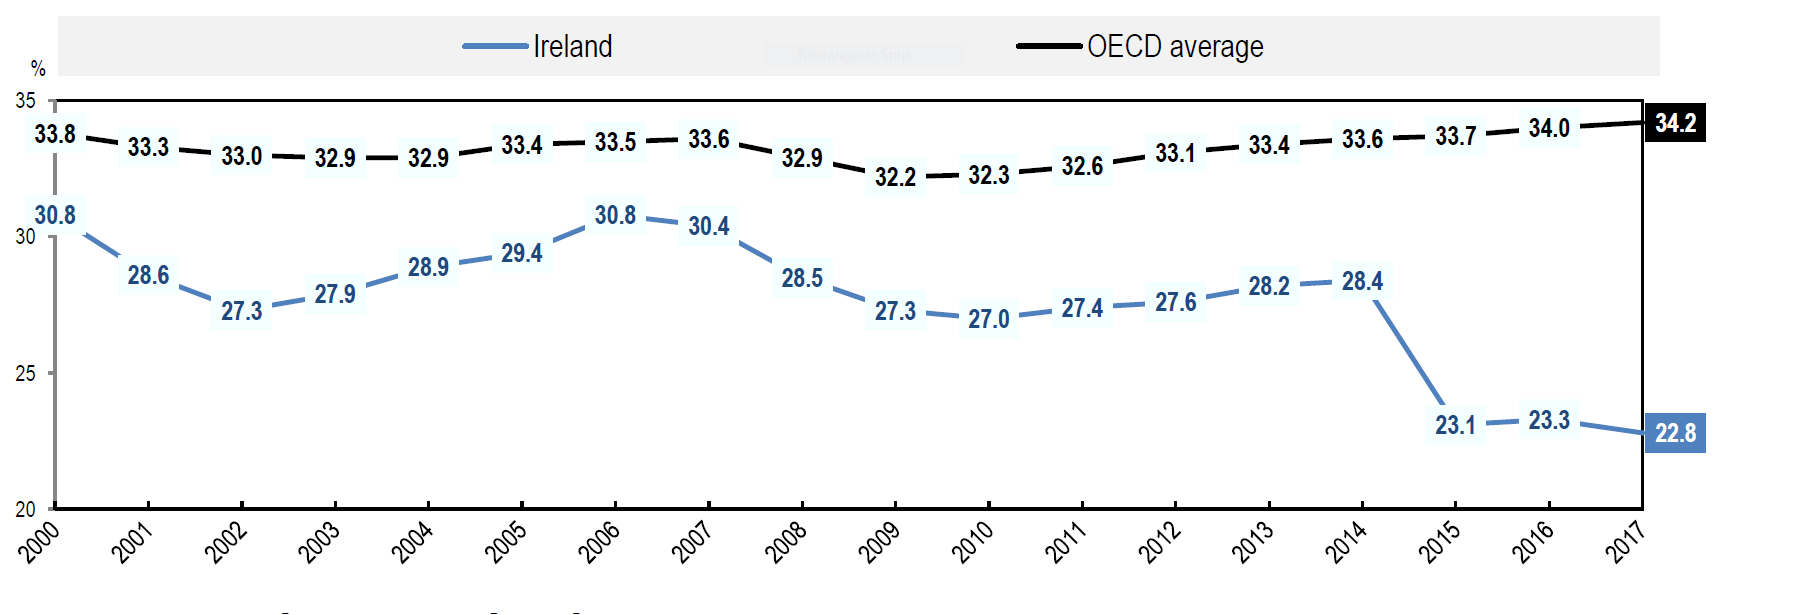 Ireland
OECD average
Rectangular Snip
%
35
30
25
20
33.8 33.3 33.0 32.9 32.9 33.4 33.5 33.6 32.9 32.2 32.3 32.6 33.1 33.4 33.6 33.7 34.0 34.2
30.8 28.6 27.3 27.9 28.9 29.4 30.8 30.4 28.5 27.3 27.0 27.4 27.6 28.2 28.4 23.1 23.3 22.8
2000 2001 2002 2003 2004 2005 2006 2007 2008 2009 2010 2011 2012 2013 2014 2015 2016 2017